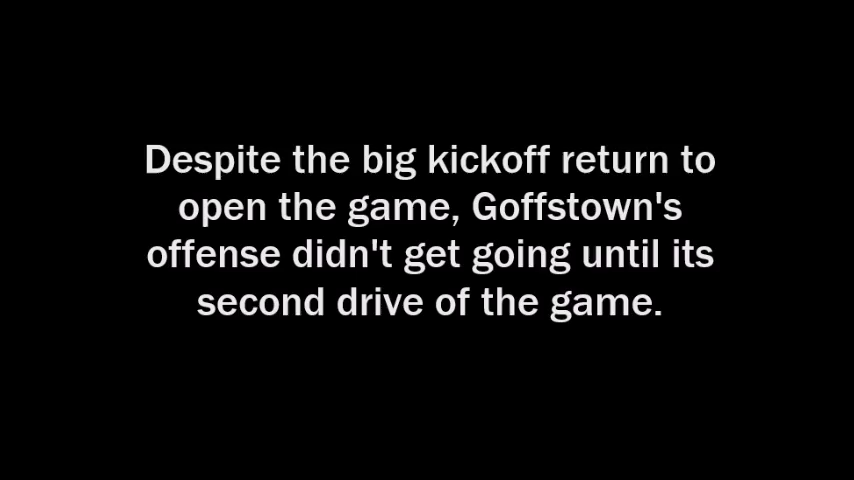 Despite the big kickoff return to
open the game, Goffstown's
offense didn't get going until its
second drive of the game.